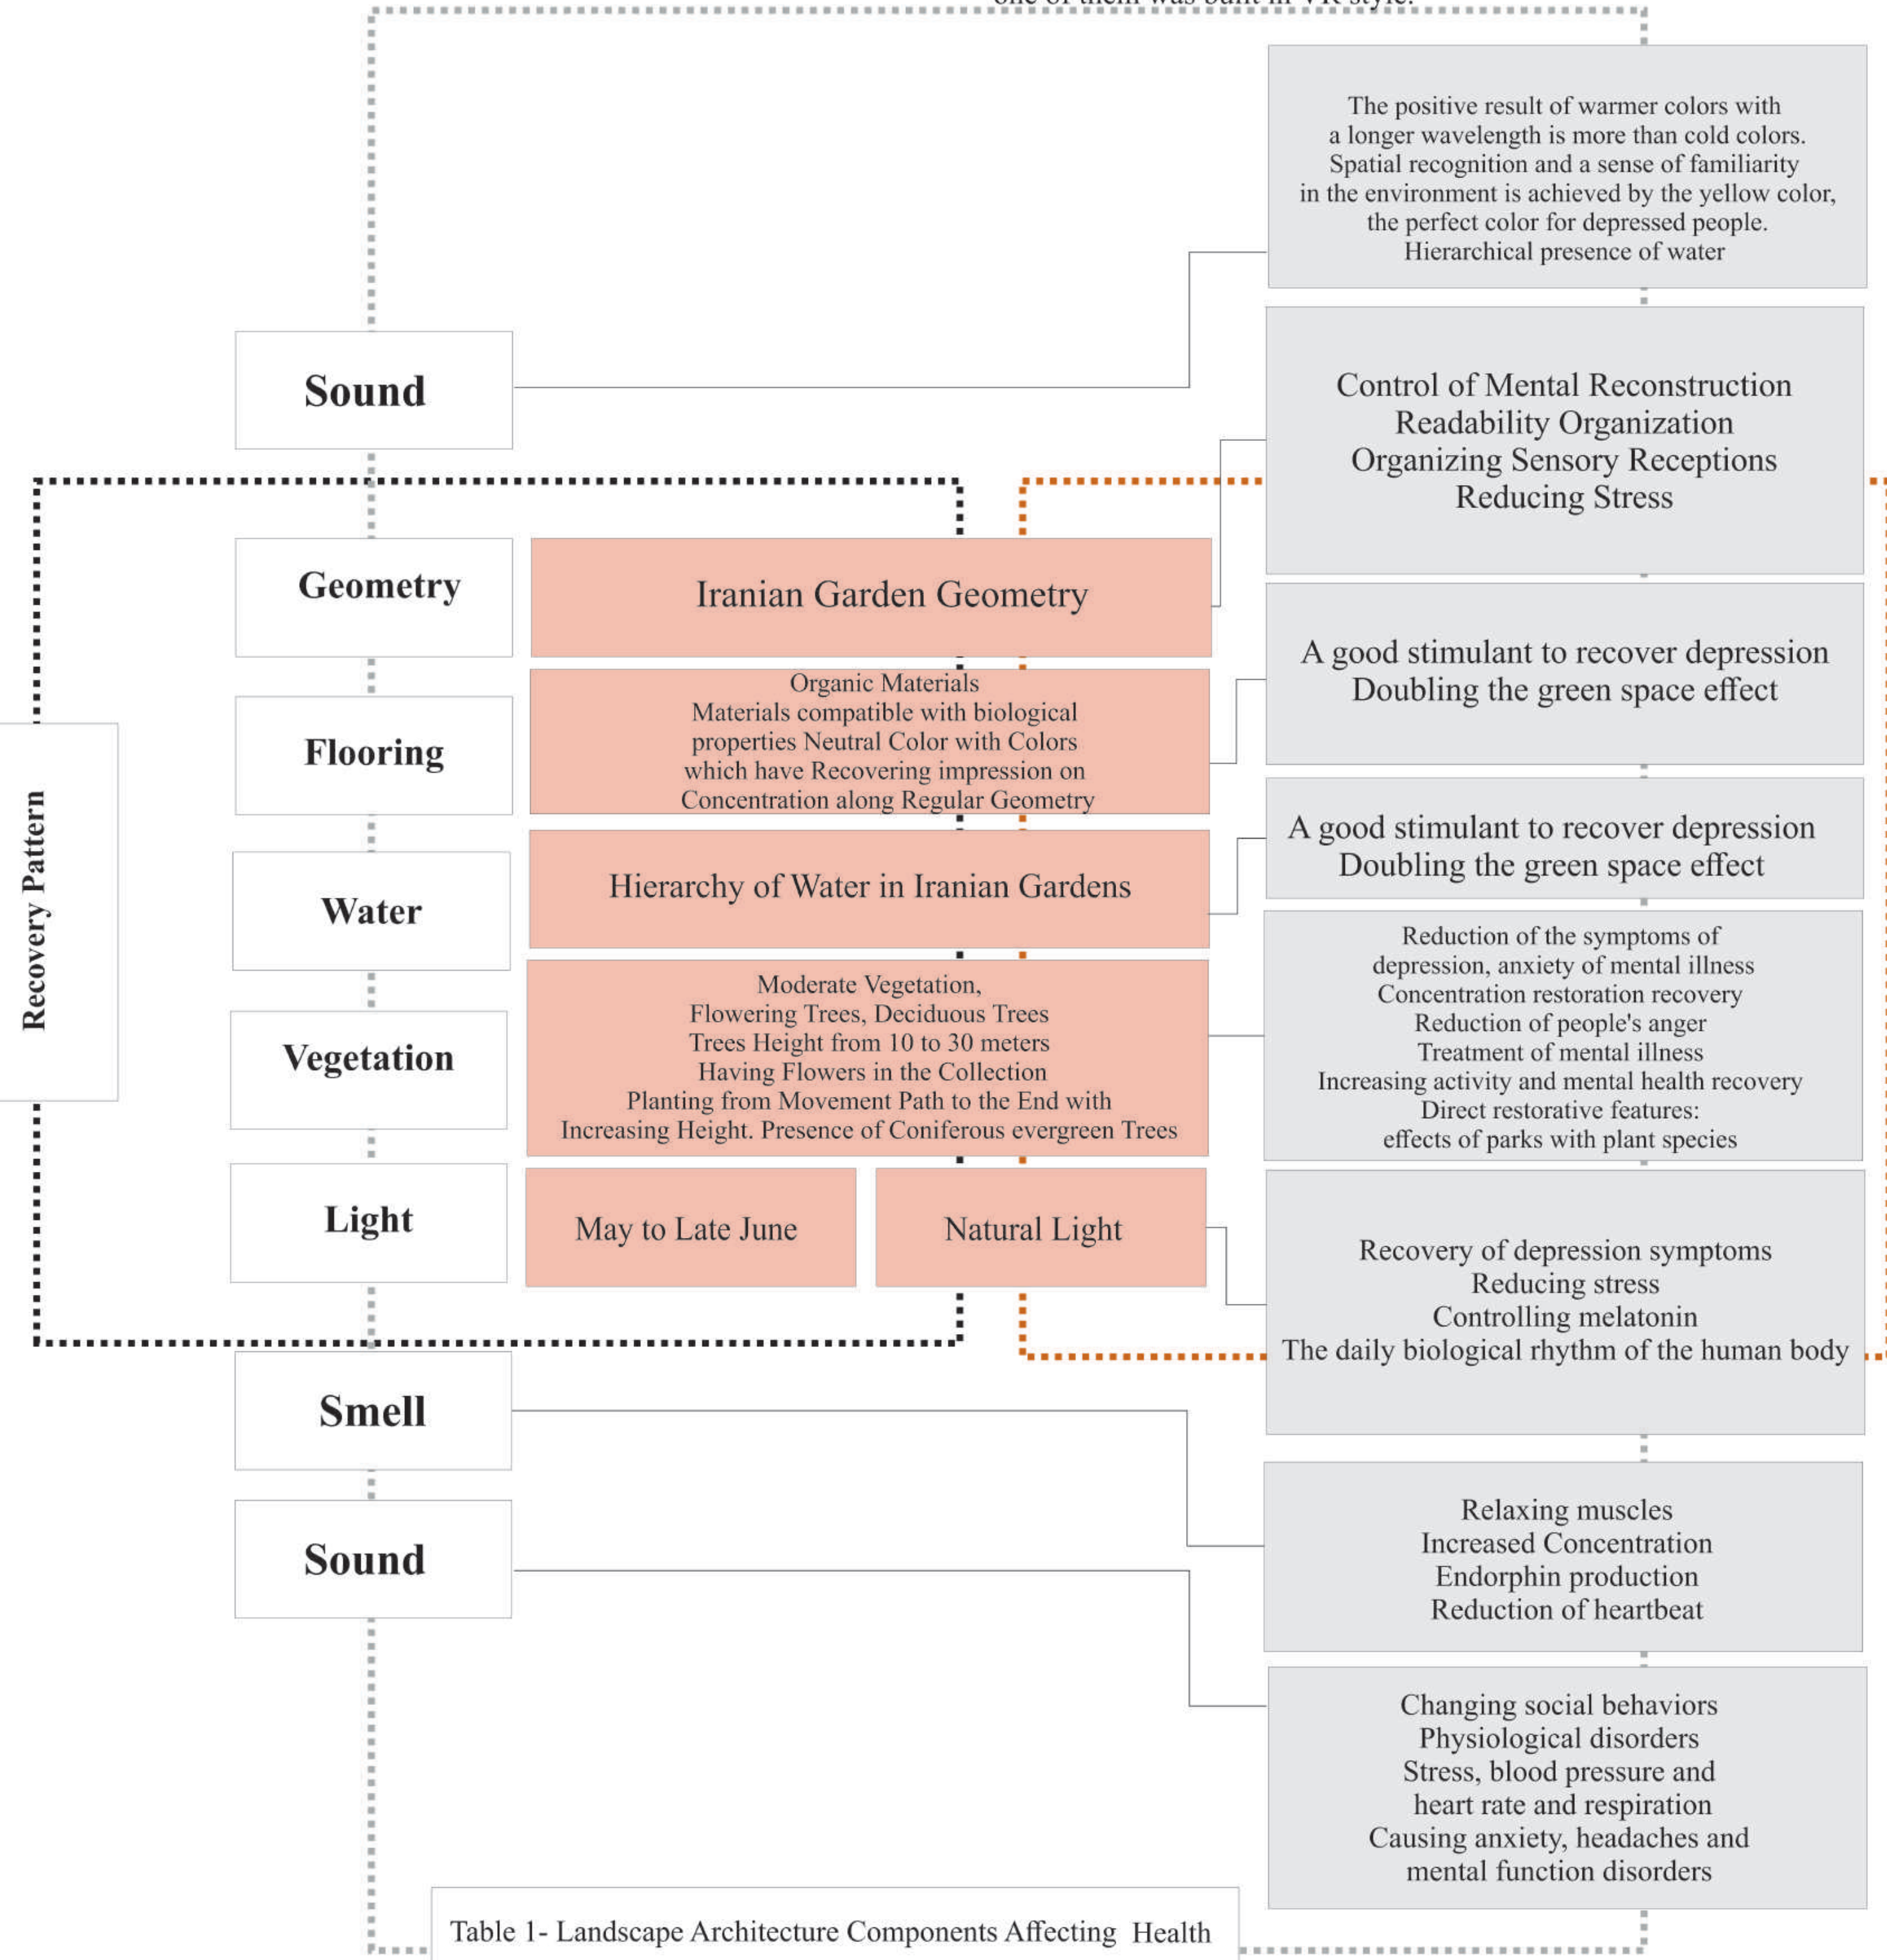 one of them was built in VR style.
The positive result of warmer colors with
a longer wavelength is more than cold colors.
Spatial recognition and a sense of familiarity
in the environment is achieved by the yellow color,
the perfect color for depressed people.
Hierarchical presence of water
Sound
Control of Mental Reconstruction
Readability Organization
Organizing Sensory Receptions
Reducing Stress
Geometry
Iranian Garden Geometry
A good stimulant to recover depression
Doubling the green space effect
Flooring
Organic Materials
Materials compatible with biological
properties Neutral Color with Colors
which have Recovering impression on
Concentration along Regular Geometry
Recovery Pattern
A good stimulant to recover depression
Doubling the green space effect
Water
Hierarchy of Water in Iranian Gardens
Reduction of the symptoms of
depression, anxiety of mental illness
Concentration restoration recovery
Reduction of people's anger
Treatment of mental illness
Increasing activity and mental health recovery
Direct restorative features:
effects of parks with plant species
Vegetation
Moderate Vegetation,
Flowering Trees, Deciduous Trees
Trees Height from 10 to 30 meters
Having Flowers in the Collection
Planting from Movement Path to the End with
Increasing Height. Presence of Coniferous evergreen Trees
Light
May to Late June
Natural Light
Recovery of depression symptoms
Reducing stress
Controlling melatonin
The daily biological rhythm of the human body
Smell
Relaxing muscles
Increased Concentration
Endorphin production
Reduction of heartbeat
Sound
Changing social behaviors
Physiological disorders
Stress, blood pressure and
heart rate and respiration
Causing anxiety, headaches and
mental function disorders
Table 1- Landscape Architecture Components Affecting Health